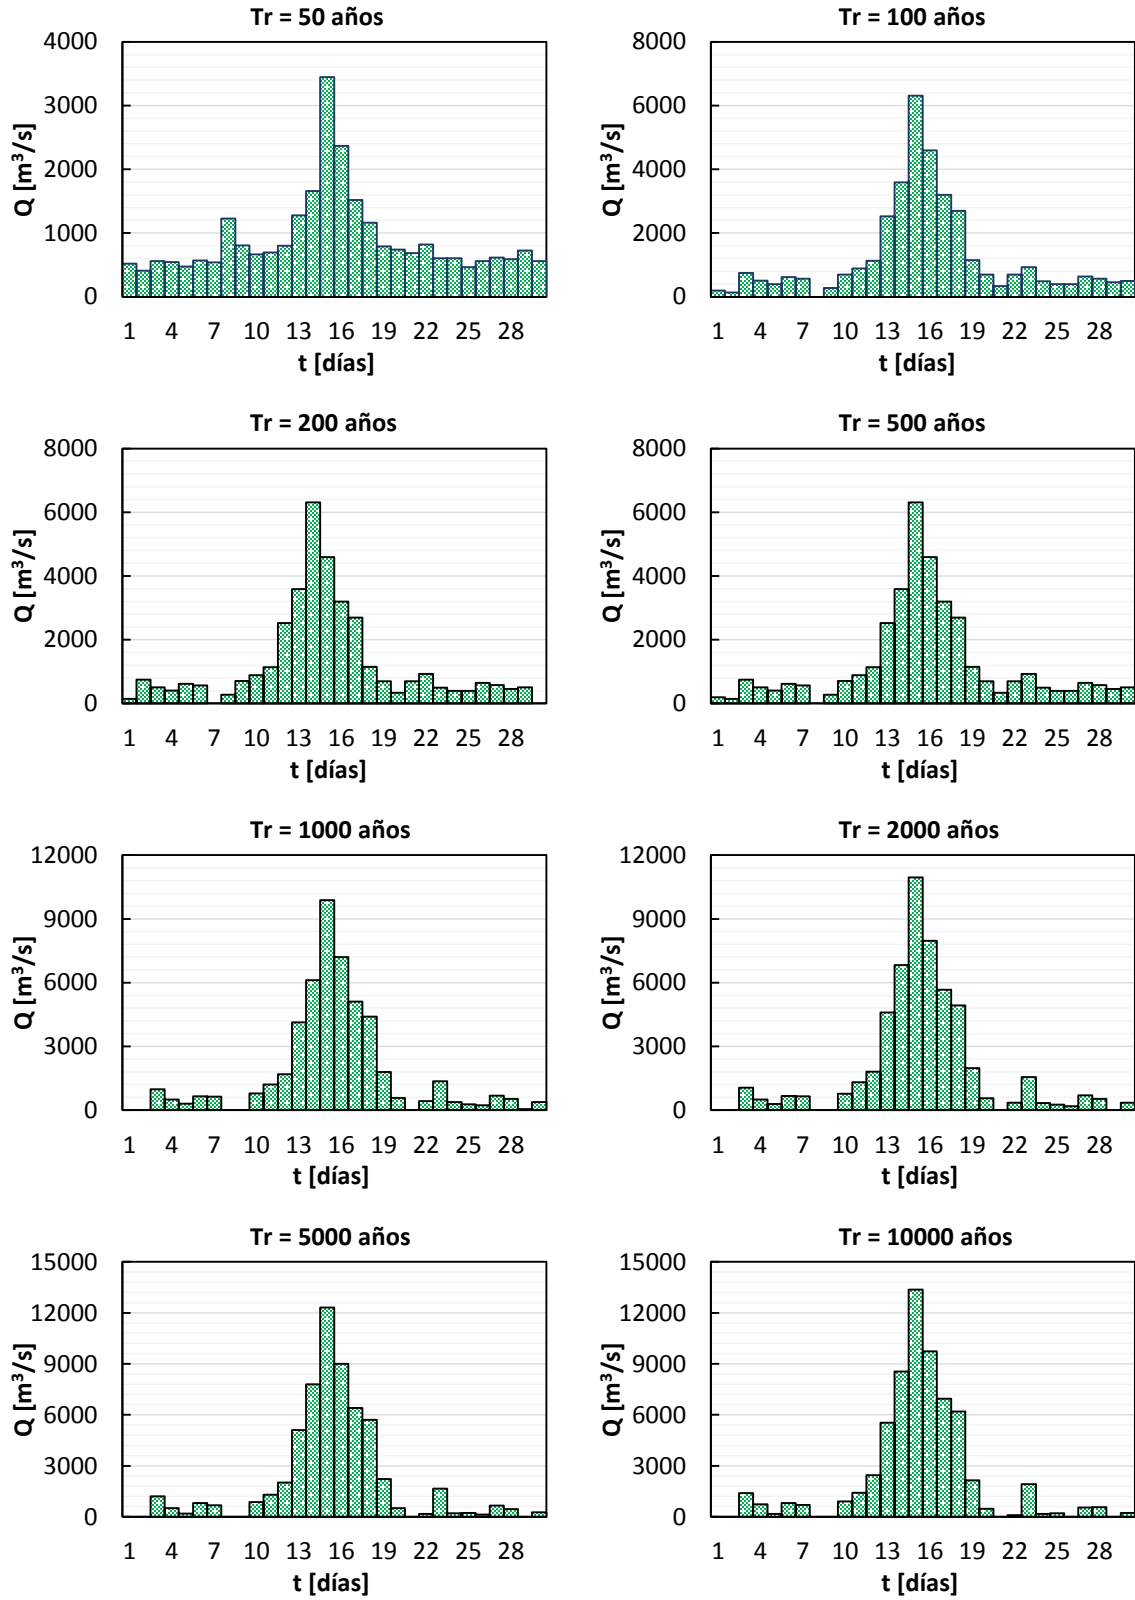 Tr = 50 años
4000
3000
2000
1000
0
Q [m³/s]
1 4 7 10 13 16 19 22 25 28
t [días]
Tr = 100 años
8000
6000
4000
2000
0
Q [m³/s]
1 4 7 10 13 16 19 22 25 28
t [días]
Tr = 200 años
8000
6000
4000
2000
0
Q [m³/s]
1 4 7 10 13 16 19 22 25 28
t [días]
Tr = 500 años
8000
6000
4000
2000
0
Q [m³/s]
1 4 7 10 13 16 19 22 25 28
t [días]
Tr = 1000 años
12000
9000
6000
3000
0
Q [m³/s]
1 4 7 10 13 16 19 22 25 28
t [días]
Tr = 2000 años
12000
9000
6000
3000
0
Q [m³/s]
1 4 7 10 13 16 19 22 25 28
t [días]
Tr = 5000 años
15000
12000
9000
6000
3000
0
Q [m³/s]
1 4 7 10 13 16 19 22 25 28
t [días]
Tr = 10000 años
15000
12000
9000
6000
3000
0
Q [m³/s]
1 4 7 10 13 16 19 22 25 28
t [días]